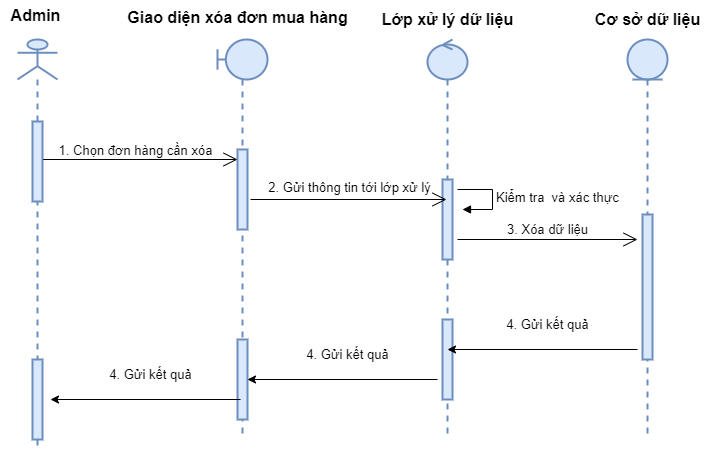 Admin
Giao diện xóa đơn mua hàng
Lớp xử lý dữ liệu
Cơ sở dữ liệu
1. Chọn đơn hàng cần xóa
2. Gửi thông tin tới lớp xử lý
Kiểm tra và xác thực
3. Xóa dữ liệu
4. Gửi kết quả
4. Gửi kết quả
4. Gửi kết quả